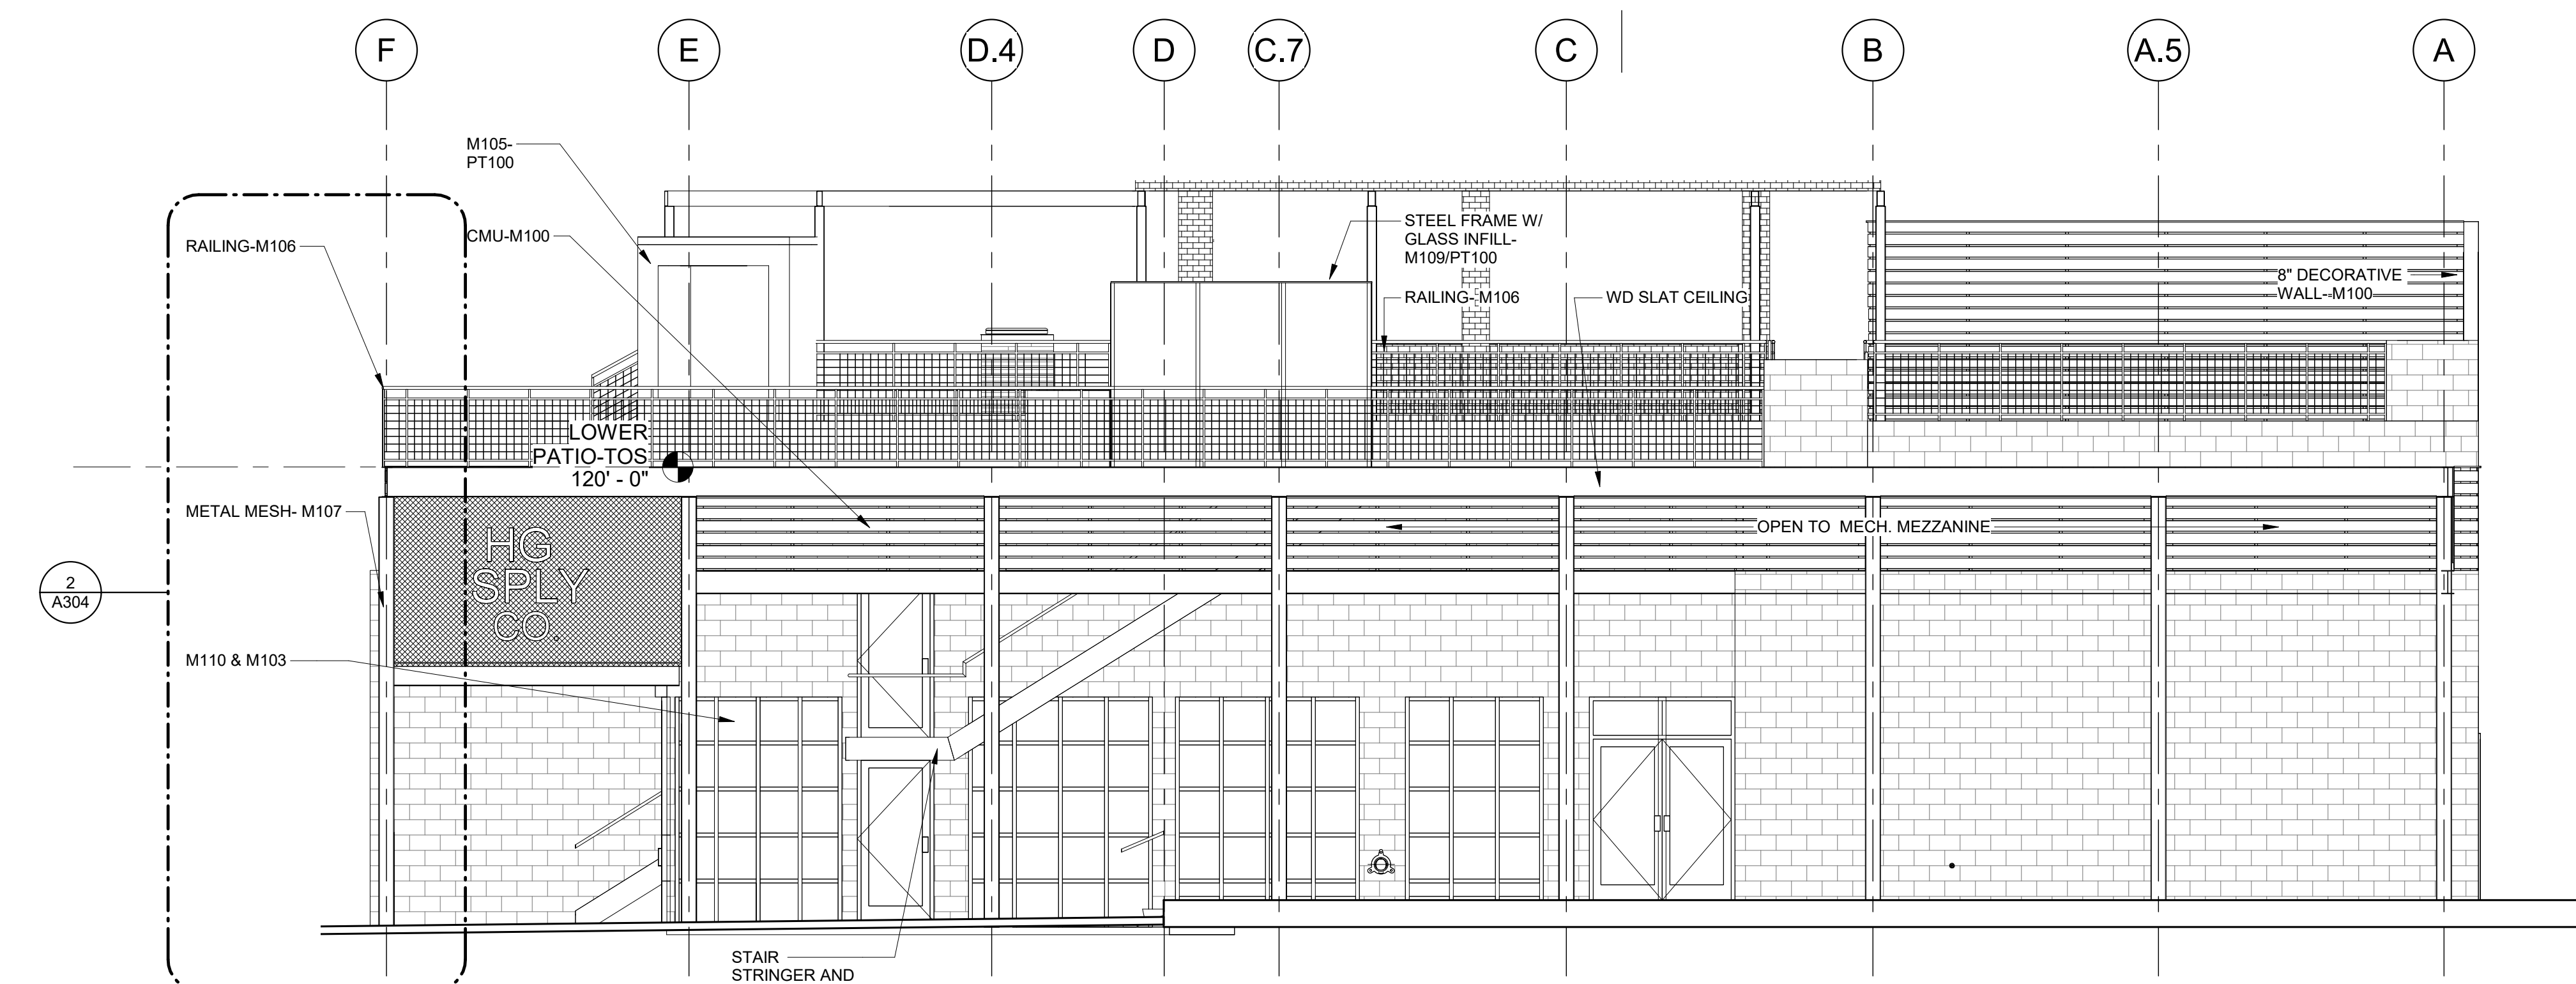 F
E
D.4
D
C.7
C
B
A.5
A
M105-
PT100
RAILING-M106
CMU-M100
STEEL FRAME W/
GLASS INFILL-
M109/PT100
RAILING- M106
WD SLAT CEILING
8" DECORATIVE
WALL--M100
LOWER
PATIO-TOS
120' - 0"
METAL MESH- M107
HG
SPLY
CO.
OPEN TO MECH. MEZZANINE
2
A304
M110 & M103
STAIR
STRINGER AND